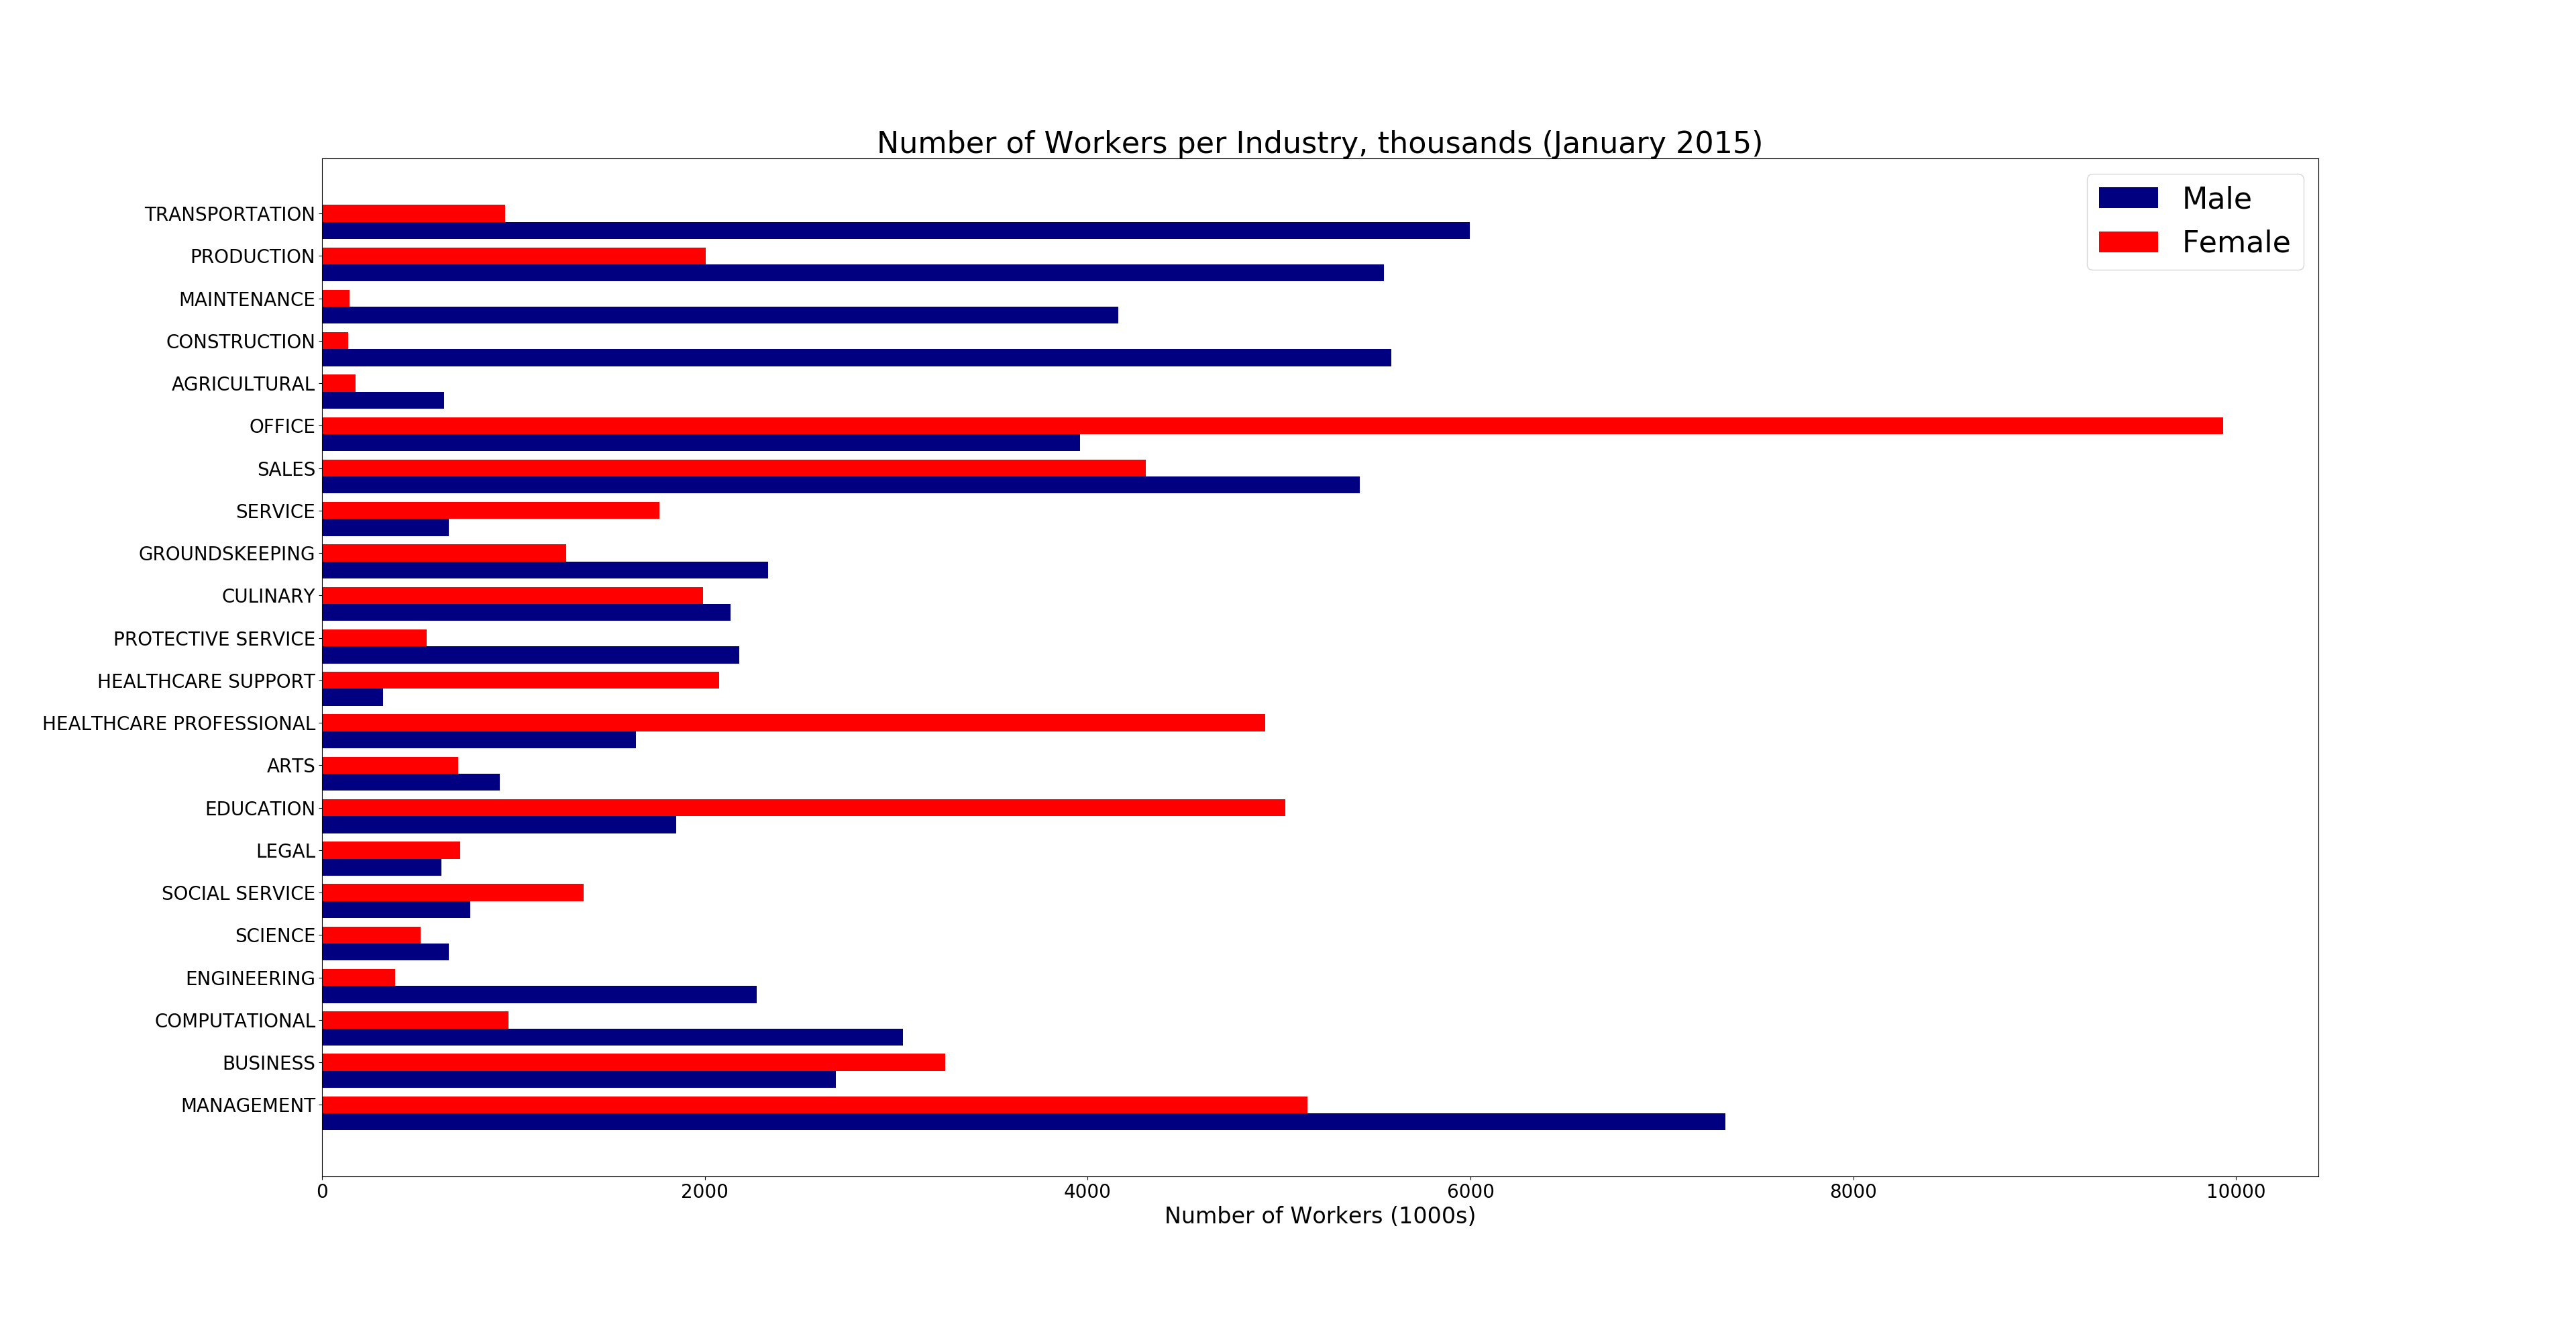 Number of Workers per Industry, thousands (January 2015)
Male
Female
TRANSPORTATION
PRODUCTION
MAINTENANCE
CONSTRUCTION
AGRICULTURAL
OFFICE
SALES
SERVICE
GROUNDSKEEPING
CULINARY
PROTECTIVE SERVICE
HEALTHCARE SUPPORT
HEALTHCARE PROFESSIONAL
ARTS
EDUCATION
LEGAL
SOCIAL SERVICE
SCIENCE
ENGINEERING
COMPUTATIONAL
BUSINESS
MANAGEMENT
0 2000 4000 6000 8000 10000
Number of Workers (1000s)